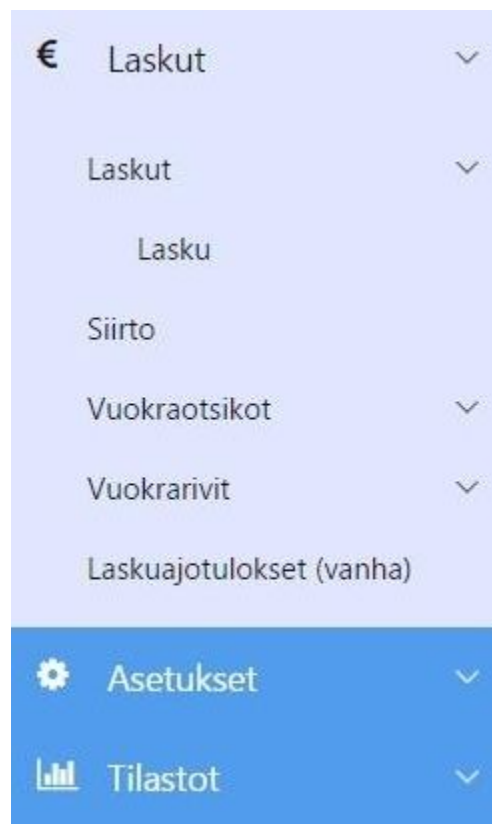 € Laskut
Laskut
Lasku
Siirto
Vuokraotsikot
Vuokrarivit
Laskuajotulokset (vanha)
Asetukset
Tilastot